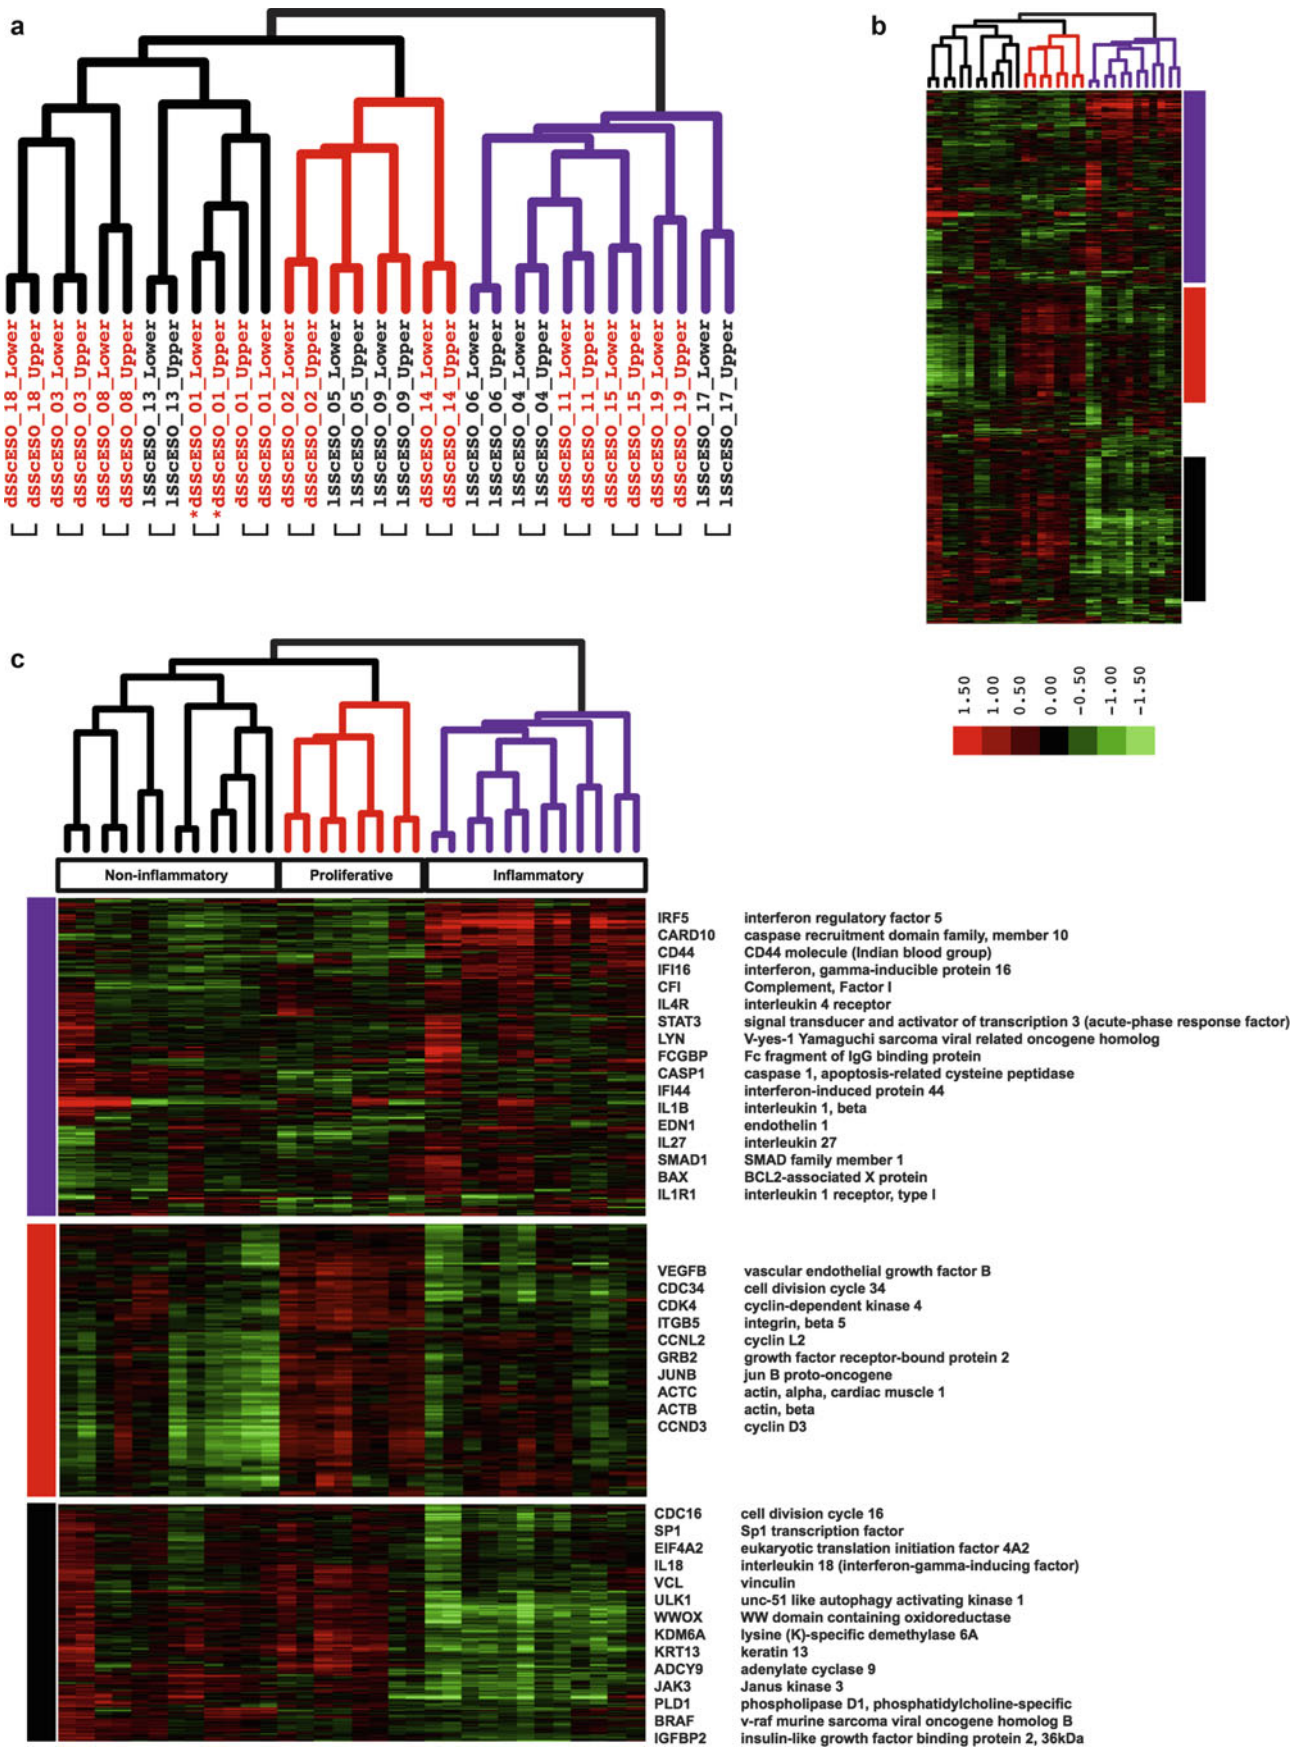 a
dSScESO_18_Lower
dSScESO_18_Upper
dSScESO_03_Lower
dSScESO_03_Upper
dSScESO_08_Lower
dSScESO_08_Upper
lSScESO_13_Lower
lSScESO_13_Upper
*dSScESO_01_Lower
*dSScESO_01_Upper
dSScESO_01_Upper
dSScESO_01_Lower
dSScESO_02_Lower
dSScESO_02_Upper
lSScESO_05_Lower
lSScESO_05_Upper
lSScESO_09_Lower
lSScESO_09_Upper
dSScESO_14_Lower
dSScESO_14_Upper
lSScESO_06_Lower
lSScESO_06_Upper
lSScESO_04_Lower
lSScESO_04_Upper
dSScESO_11_Lower
dSScESO_11_Upper
dSScESO_15_Lower
dSScESO_15_Upper
dSScESO_19_Lower
dSScESO_19_Upper
lSScESO_17_Lower
lSScESO_17_Upper
b
1.50
1.00
0.50
0.00
-0.50
-1.00
-1.50
c
Non-inflammatory Proliferative Inflammatory
IRF5 interferon regulatory factor 5
CARD10 caspase recruitment domain family, member 10
CD44 CD44 molecule (Indian blood group)
IFI16 interferon, gamma-inducible protein 16
CFI Complement, Factor I
IL4R interleukin 4 receptor
STAT3 signal transducer and activator of transcription 3 (acute-phase response factor)
LYN V-yes-1 Yamaguchi sarcoma viral related oncogene homolog
FCGBP Fc fragment of IgG binding protein
CASP1 caspase 1, apoptosis-related cysteine peptidase
IFI44 interferon-induced protein 44
IL1B interleukin 1, beta
EDN1 endothelin 1
IL27 interleukin 27
SMAD1 SMAD family member 1
BAX BCL2-associated X protein
IL1R1 interleukin 1 receptor, type I
VEGFB vascular endothelial growth factor B
CDC34 cell division cycle 34
CDK4 cyclin-dependent kinase 4
ITGB5 integrin, beta 5
CCNL2 cyclin L2
GRB2 growth factor receptor-bound protein 2
JUNB jun B proto-oncogene
ACTC actin, alpha, cardiac muscle 1
ACTB actin, beta
CCND3 cyclin D3
CDC16 cell division cycle 16
SP1 Sp1 transcription factor
EIF4A2 eukaryotic translation initiation factor 4A2
IL18 interleukin 18 (interferon-gamma-inducing factor)
VCL vinculin
ULK1 unc-51 like autophagy activating kinase 1
WWOX WW domain containing oxidoreductase
KDM6A lysine (K)-specific demethylase 6A
KRT13 keratin 13
ADCY9 adenylate cyclase 9
JAK3 Janus kinase 3
PLD1 phospholipase D1, phosphatidylcholine-specific
BRAF v-raf murine sarcoma viral oncogene homolog B
IGFBP2 insulin-like growth factor binding protein 2, 36kDa